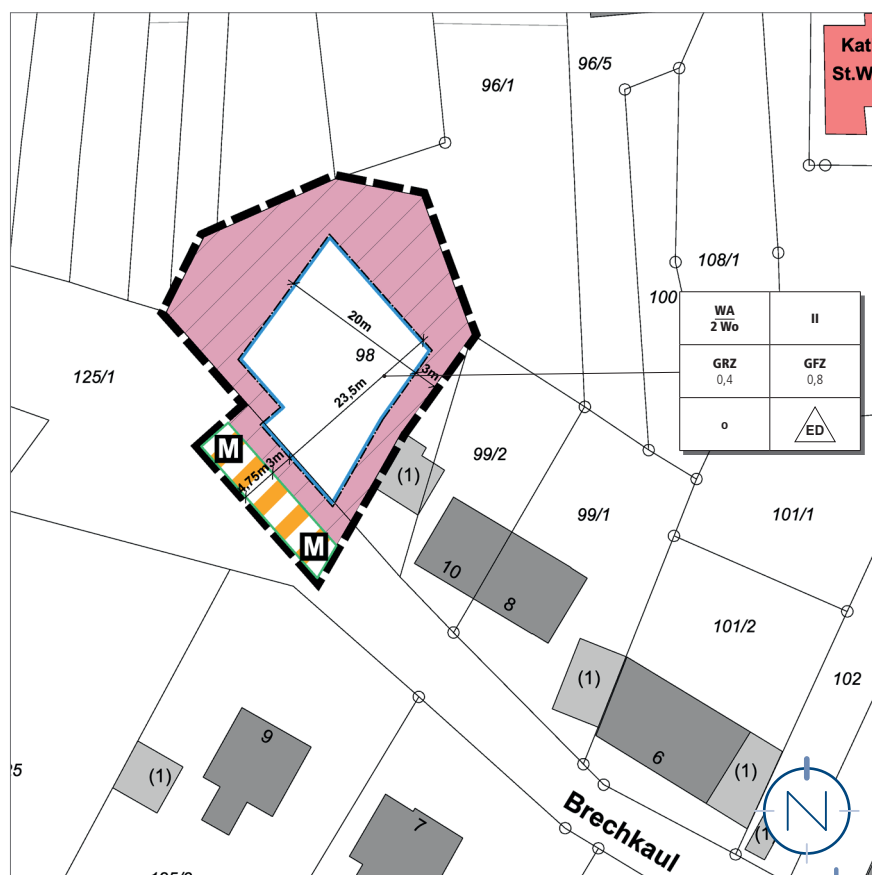 96/5
Kat
St.W
96/1
108/1
100
WA
2 Wo
II
GRZ
0,4
GFZ
0,8
o
ED
20m
98
3m
23,5m
125/1
M
3m
4,75m
M
99/2
(1)
99/1
101/1
10
8
101/2
(1)
102
6
(1)
9
(1)
7
Brechkaul
N